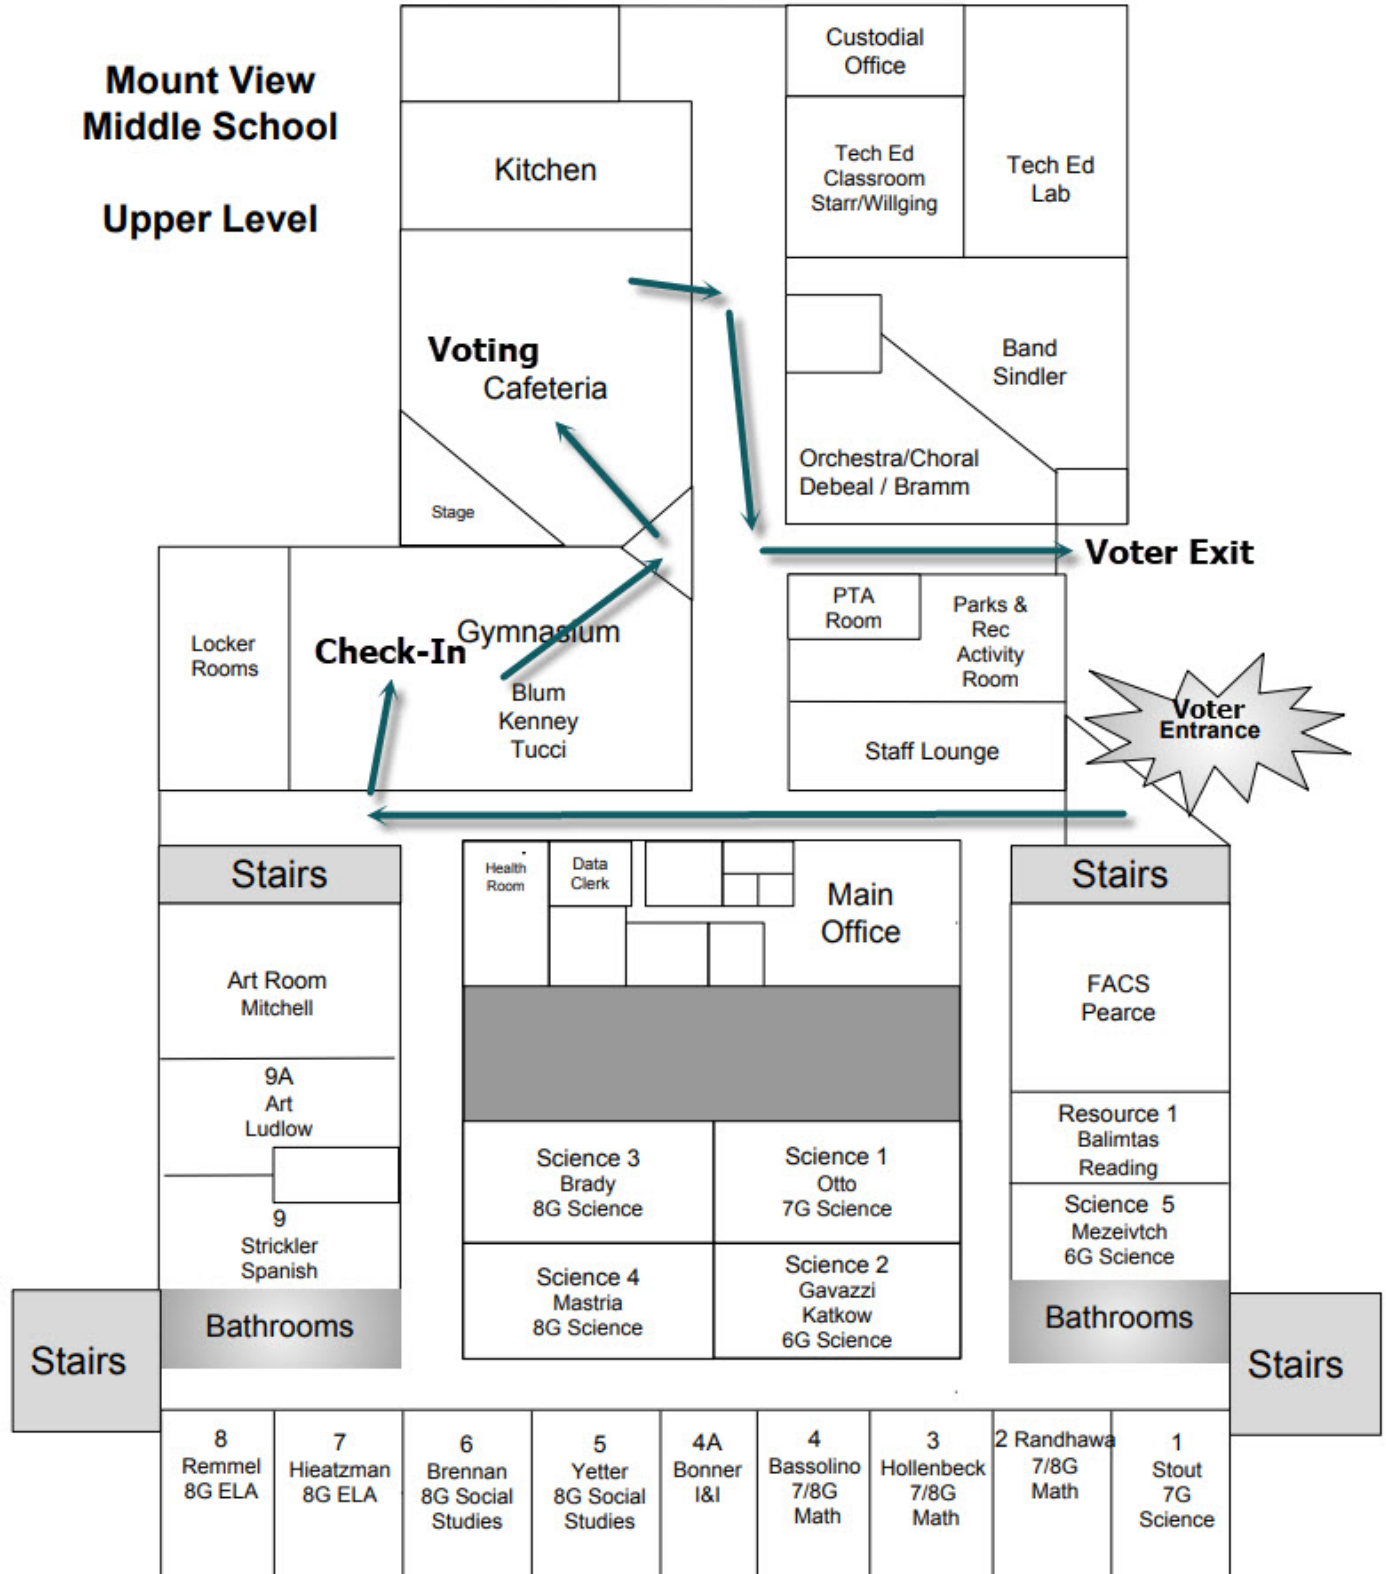 Mount View
Middle School
Upper Level
Custodial
Office
Kitchen
Tech Ed
Classroom
Starr/Willging
Tech Ed
Lab
Voting
Cafeteria
Band
Sindler
Orchestra/Choral
Debeal / Bramm
Stage
Voter Exit
PTA
Room
Parks &
Rec
Activity
Room
Locker
Rooms
Check-In
Gymnasium
Blum
Kenney
Tucci
Staff Lounge
Voter
Entrance
Stairs
Health
Room
Data
Clerk
Main
Office
Stairs
Art Room
Mitchell
FACS
Pearce
9A
Art
Ludlow
Resource 1
Balimtas
Reading
Science 3
Brady
8G Science
Science 1
Otto
7G Science
Science 5
Mezeivtch
6G Science
9
Strickler
Spanish
Science 4
Mastria
8G Science
Science 2
Gavazzi
Katkow
6G Science
Bathrooms
Bathrooms
Stairs
Stairs
8
Remmel
8G ELA
7
Hieatzman
8G ELA
6
Brennan
8G Social
Studies
5
Yetter
8G Social
Studies
4A
Bonner
I&I
4
Bassolino
7/8G
Math
3
Hollenbeck
7/8G
Math
2 Randhawa
7/8G
Math
1
Stout
7G
Science